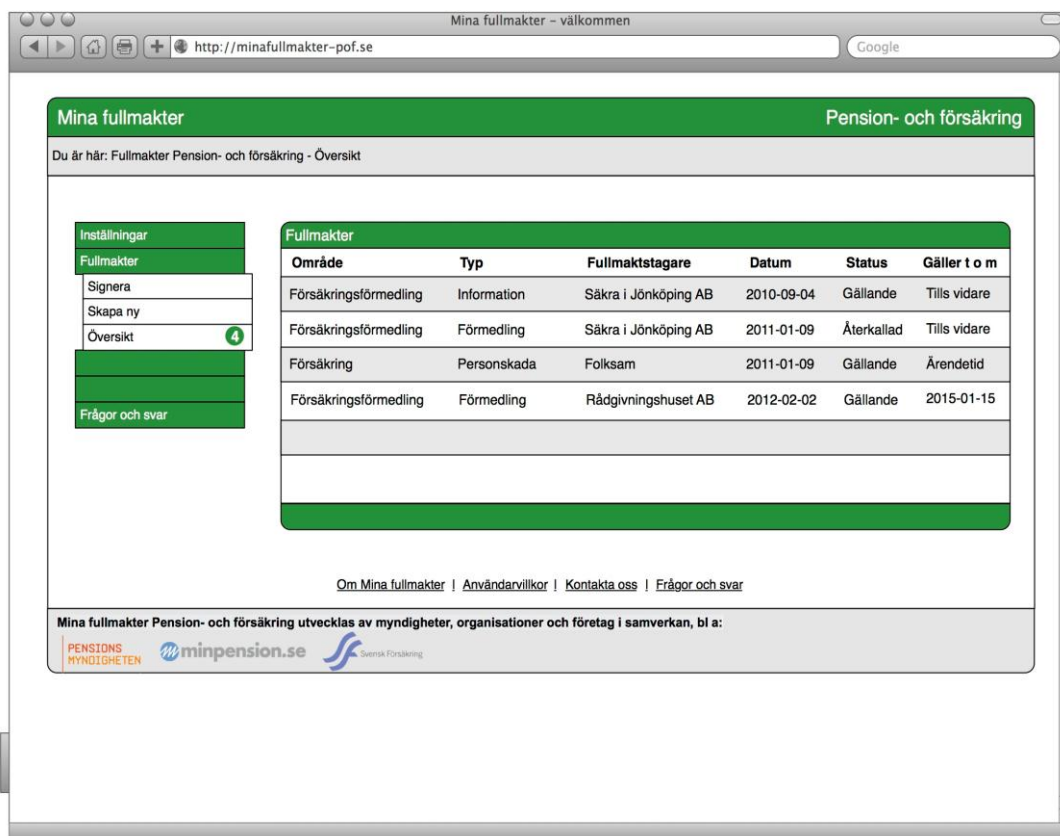 Mina fullmakter – välkommen
http://minafullmakter-pof.se
Google
Mina fullmakter Pension- och försäkring
Du är här: Fullmakter Pension- och försäkring - Översikt
Inställningar
Fullmakter
Signera
Skapa ny
Översikt 4
Frågor och svar
Fullmakter
Område Typ Fullmaktstagare Datum Status Gäller t o m
Försäkringsförmedling Information Säkra i Jönköping AB 2010-09-04 Gällande Tills vidare
Försäkringsförmedling Förmedling Säkra i Jönköping AB 2011-01-09 Återkallad Tills vidare
Försäkring Personskada Folksam 2011-01-09 Gällande Ärendetid
Försäkringsförmedling Förmedling Rådgivningshuset AB 2012-02-02 Gällande 2015-01-15
Om Mina fullmakter | Användarvillkor | Kontakta oss | Frågor och svar
Mina fullmakter Pension- och försäkring utvecklas av myndigheter, organisationer och företag i samverkan, bl a:
PENSIONS
MYNDIGHETEN
minpension.se
Svensk Försäkring